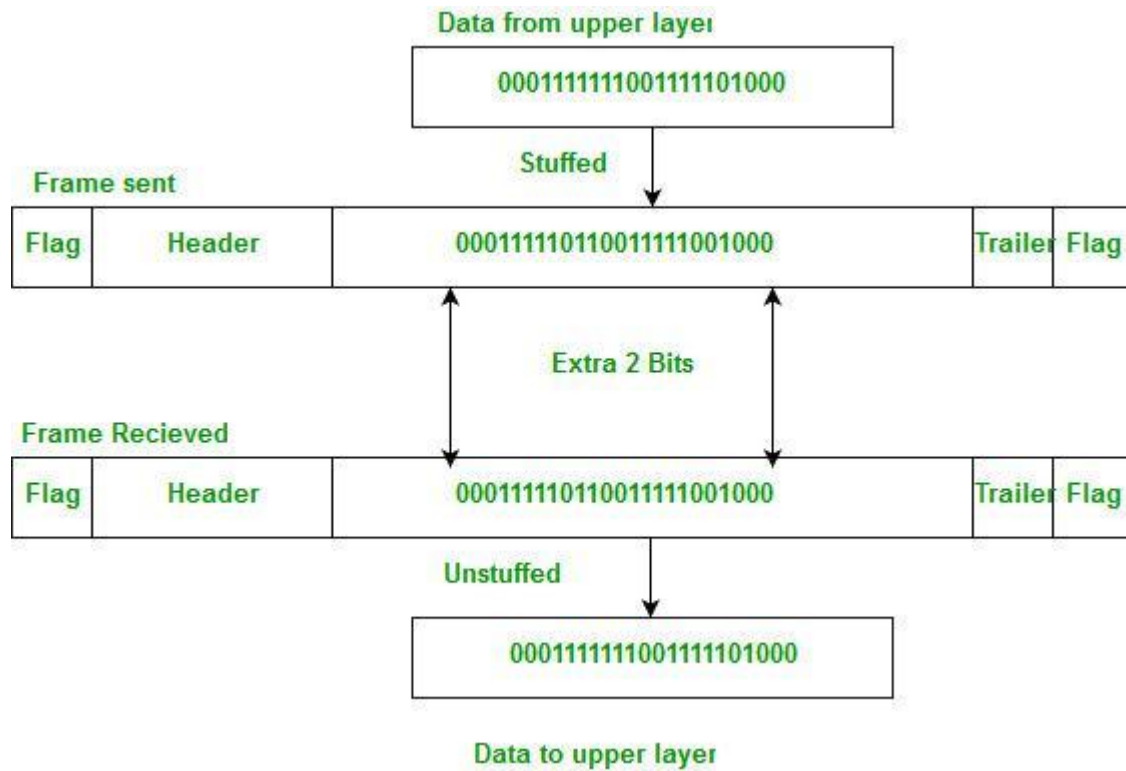 Data from upper layer
0001111111001111101000
Stuffed
Frame sent
Flag Header 000111110110011111001000 Trailer Flag
Extra 2 Bits
Frame Recieved
Flag Header 000111110110011111001000 Trailer Flag
Unstuffed
0001111111001111101000
Data to upper layer